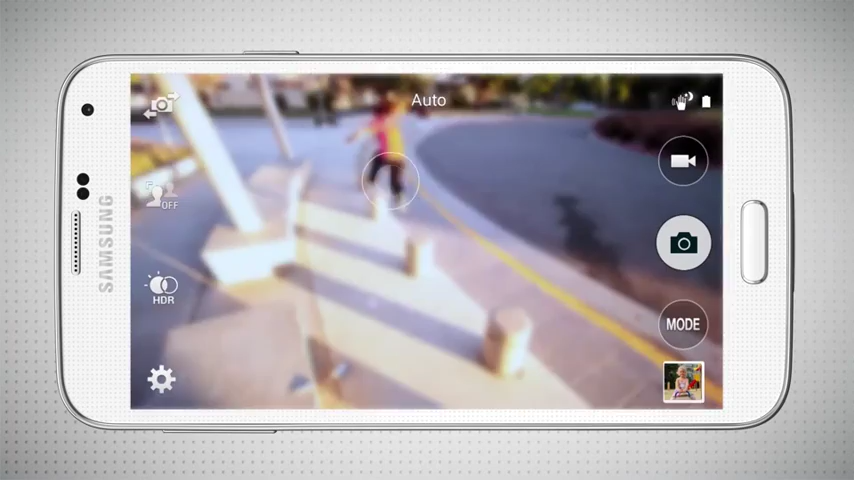 Auto
OFF
SAMSUNG
HDR
MODE